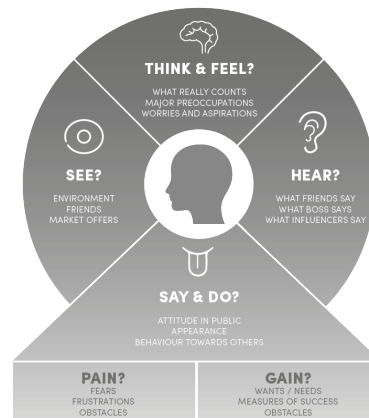 THINK & FEEL?
WHAT REALLY COUNTS
MAJOR PREOCCUPATIONS
WORRIES AND ASPIRATIONS
SEE?
ENVIRONMENT
FRIENDS
MARKET OFFERS
HEAR?
WHAT FRIENDS SAY
WHAT BOSS SAYS
WHAT INFLUENCERS SAY
SAY & DO?
ATTITUDE IN PUBLIC
APPEARANCE
BEHAVIOUR TOWARDS OTHERS
PAIN?
FEARS
FRUSTRATIONS
OBSTACLES
GAIN?
WANTS / NEEDS
MEASURES OF SUCCESS
OBSTACLES